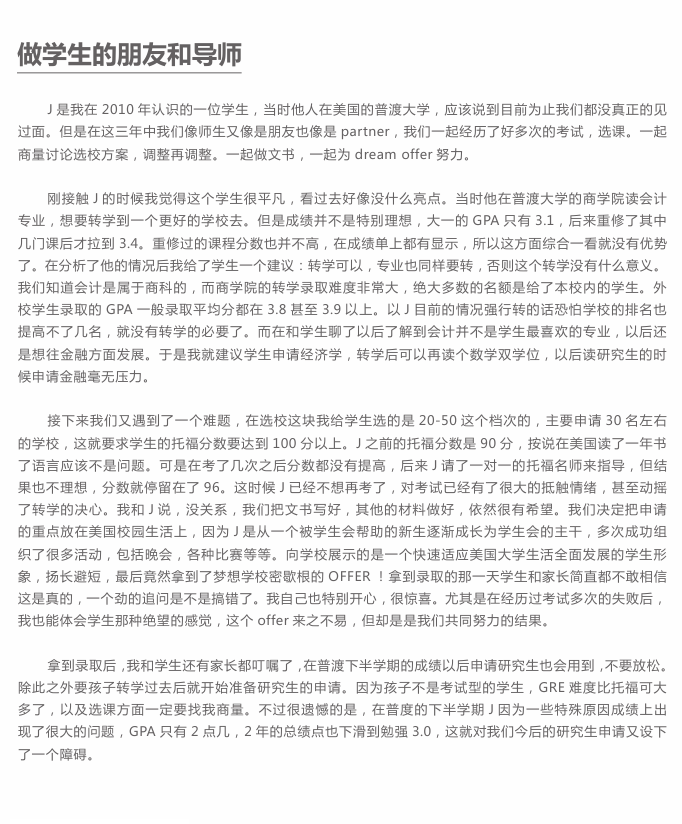 做学生的朋友和导师
J 是我在 2010 年认识的一位学生，当时他人在美国的普渡大学，应该说到目前为止我们都没真正的见
过面。但是在这三年中我们像师生又像是朋友也像是 partner，我们一起经历了好多次的考试，选课。一起
商量讨论选校方案，调整再调整。一起做文书，一起为 dream offer 努力。
刚接触 J 的时候我觉得这个学生很平凡，看过去好像没什么亮点。当时他在普渡大学的商学院读会计
专业，想要转学到一个更好的学校去。但是成绩并不是特别理想，大一的 GPA 只有 3.1，后来重修了其中
几门课后才拉到 3.4。重修过的课程分数也并不高，在成绩单上都有显示，所以这方面综合一看就没有优势
了。在分析了他的情况后我给了学生一个建议：转学可以，专业也同样要转，否则这个转学没有什么意义。
我们知道会计是属于商科的，而商学院的转学录取难度非常大，绝大多数的名额是给了本校内的学生。外
校学生录取的 GPA 一般录取平均分都在 3.8 甚至 3.9 以上。以 J 目前的情况强行转的话恐怕学校的排名也
提高不了几名，就没有转学的必要了。而在和学生聊了以后了解到会计并不是学生最喜欢的专业，以后还
是想往金融方面发展。于是我就建议学生申请经济学，转学后可以再读个数学双学位，以后读研究生的时
候申请金融毫无压力。
接下来我们又遇到了一个难题，在选校这块我给学生选的是 20-50 这个档次的，主要申请 30 名左右
的学校，这就要求学生的托福分数要达到 100 分以上。J 之前的托福分数是 90 分，按说在美国读了一年书
了语言应该不是问题。可是在考了几次之后分数都没有提高，后来 J 请了一对一的托福名师来指导，但结
果也不理想，分数就停留在了 96。这时候 J 已经不想再考了，对考试已经有了很大的抵触情绪，甚至动摇
了转学的决心。我和 J 说，没关系，我们把文书写好，其他的材料做好，依然很有希望。我们决定把申请
的重点放在美国校园生活上，因为 J 是从一个被学生会帮助的新生逐渐成长为学生会的主干，多次成功组
织了很多活动，包括晚会，各种比赛等等。向学校展示的是一个快速适应美国大学生活全面发展的学生形
象，扬长避短，最后竟然拿到了梦想学校密歇根的 OFFER ！拿到录取的那一天学生和家长简直都不敢相信
这是真的，一个劲的追问是不是搞错了。我自己也特别开心，很惊喜。尤其是在经历过考试多次的失败后，
我也能体会学生那种绝望的感觉，这个 offer 来之不易，但却是是我们共同努力的结果。
拿到录取后，我和学生还有家长都叮嘱了，在普渡下半学期的成绩以后申请研究生也会用到，不要放松。
除此之外要孩子转学过去后就开始准备研究生的申请。因为孩子不是考试型的学生，GRE 难度比托福可大
多了，以及选课方面一定要找我商量。不过很遗憾的是，在普度的下半学期 J 因为一些特殊原因成绩上出
现了很大的问题，GPA 只有 2 点几，2 年的总绩点也下滑到勉强 3.0，这就对我们今后的研究生申请又设下
了一个障碍。